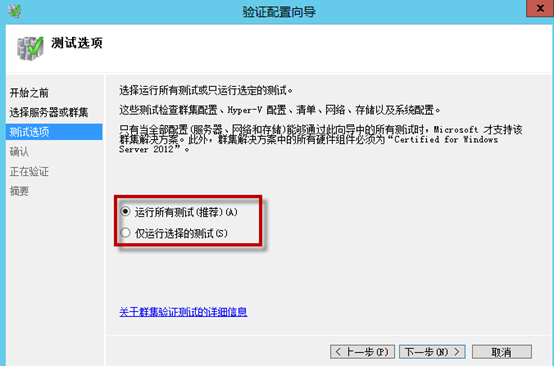 验证配置向导
测试选项
开始之前
选择服务器或群集
测试选项
确认
正在验证
摘要
选择运行所有测试或只运行选定的测试。
这些测试检查群集配置、Hyper-V 配置、清单、网络、存储以及系统配置。
只有当全部配置(服务器、网络和存储)能够通过此向导中的所有测试时，Microsoft 才支持该
群集解决方案。此外，群集解决方案中的所有硬件组件必须为“Certified for Windows
Server 2012”。
运行所有测试(推荐)(A)
仅运行选择的测试(S)
关于群集验证测试的详细信息
< 上一步(P)
下一步(N) >
取消